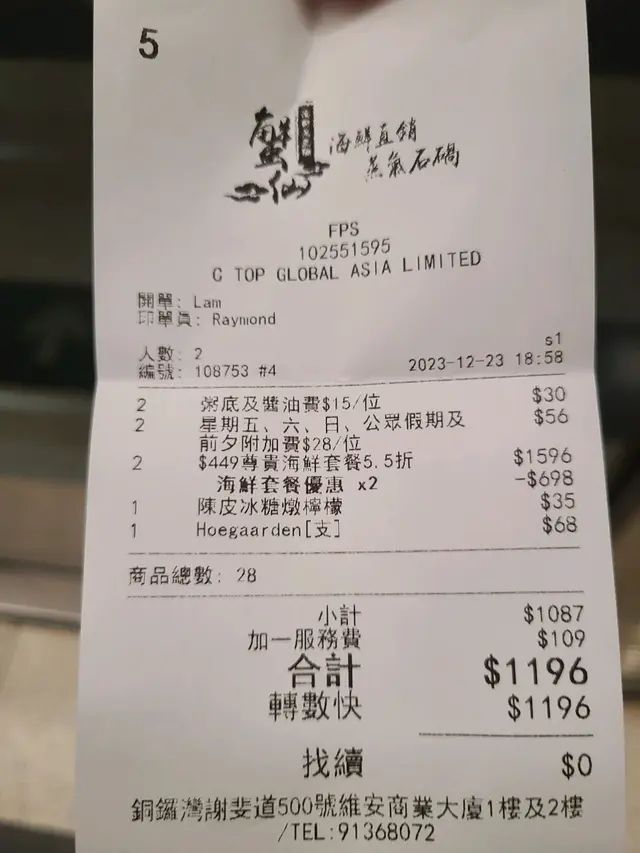 5
蟹仙
海鮮直銷
蒸氣石鍋
FPS
102551595
C TOP GLOBAL ASIA LIMITED
開單: Lam
印單員: Raymond
s1
人數: 2
編號: 108753 #4 2023-12-23 18:58
2 粥底及醬油費$15/位 $30
2 星期五、六、日、公眾假期及 $56
前夕附加費$28/位
2 $449尊貴海鮮套餐5.5折 $1596
海鮮套餐優惠 x2 -$698
1 陳皮冰糖燉檸檬 $35
1 Hoegaarden[支] $68
商品總數: 28
小計 $1087
加一服務費 $109
合計 $1196
轉數快 $1196
找續 $0
銅鑼灣謝斐道500號維安商業大廈1樓及2樓
/TEL:91368072